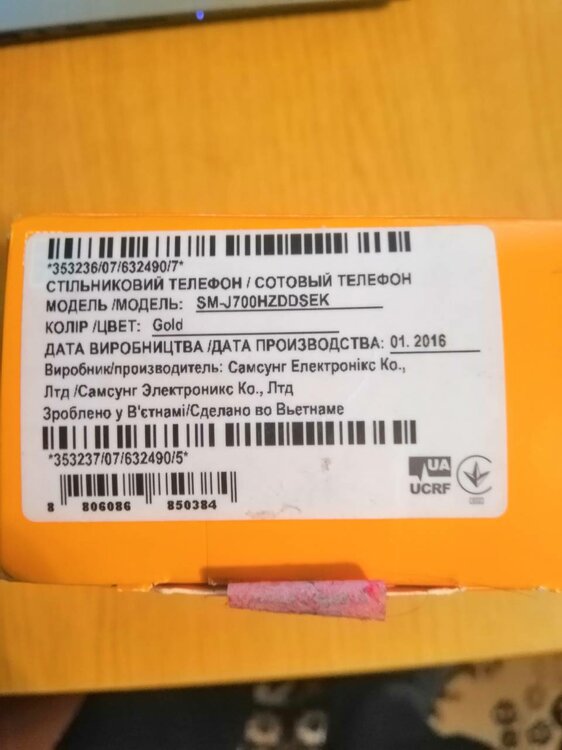 *353236/07/632490/7*
СТІЛЬНИКОВИЙ ТЕЛЕФОН / СОТОВЫЙ ТЕЛЕФОН
МОДЕЛЬ /МОДЕЛЬ: SM-J700HZDDSEK
КОЛІР /ЦВЕТ: Gold
ДАТА ВИРОБНИЦТВА /ДАТА ПРОИЗВОДСТВА: 01. 2016
Виробник/производитель: Самсунг Електронікс Ко.,
Лтд /Самсунг Электроникс Ко., Лтд
Зроблено у В'єтнамі/Сделано во Вьетнаме
*353237/07/632490/5*
UA
UCRF
8 806086 850384